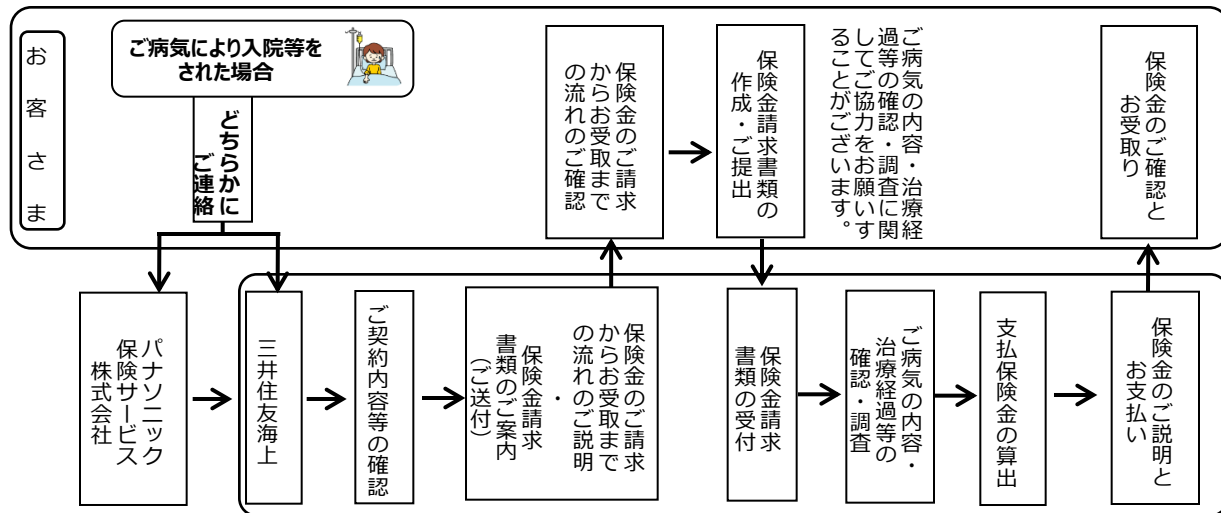 お客さま
ご病気により入院等を
された場合
どちらかに
ご連絡
保険金のご請求
からお受取まで
の流れのご確認
保険金請求書類の
作成・ご提出
ご病気の内容・治療経
過等の確認・調査に関
してご協力をお願いす
ることがございます。
保険金のご確認と
お受取り
パナソニック
保険サービス
株式会社
三井住友海上
ご契約内容等の確認
保険金のご請求
からお受取まで
の流れのご説明
・
保険金請求
書類のご案内
(ご送付)
保険金請求
書類の受付
ご病気の内容・
治療経過等の
確認・調査
支払保険金の算出
保険金のご説明と
お支払い